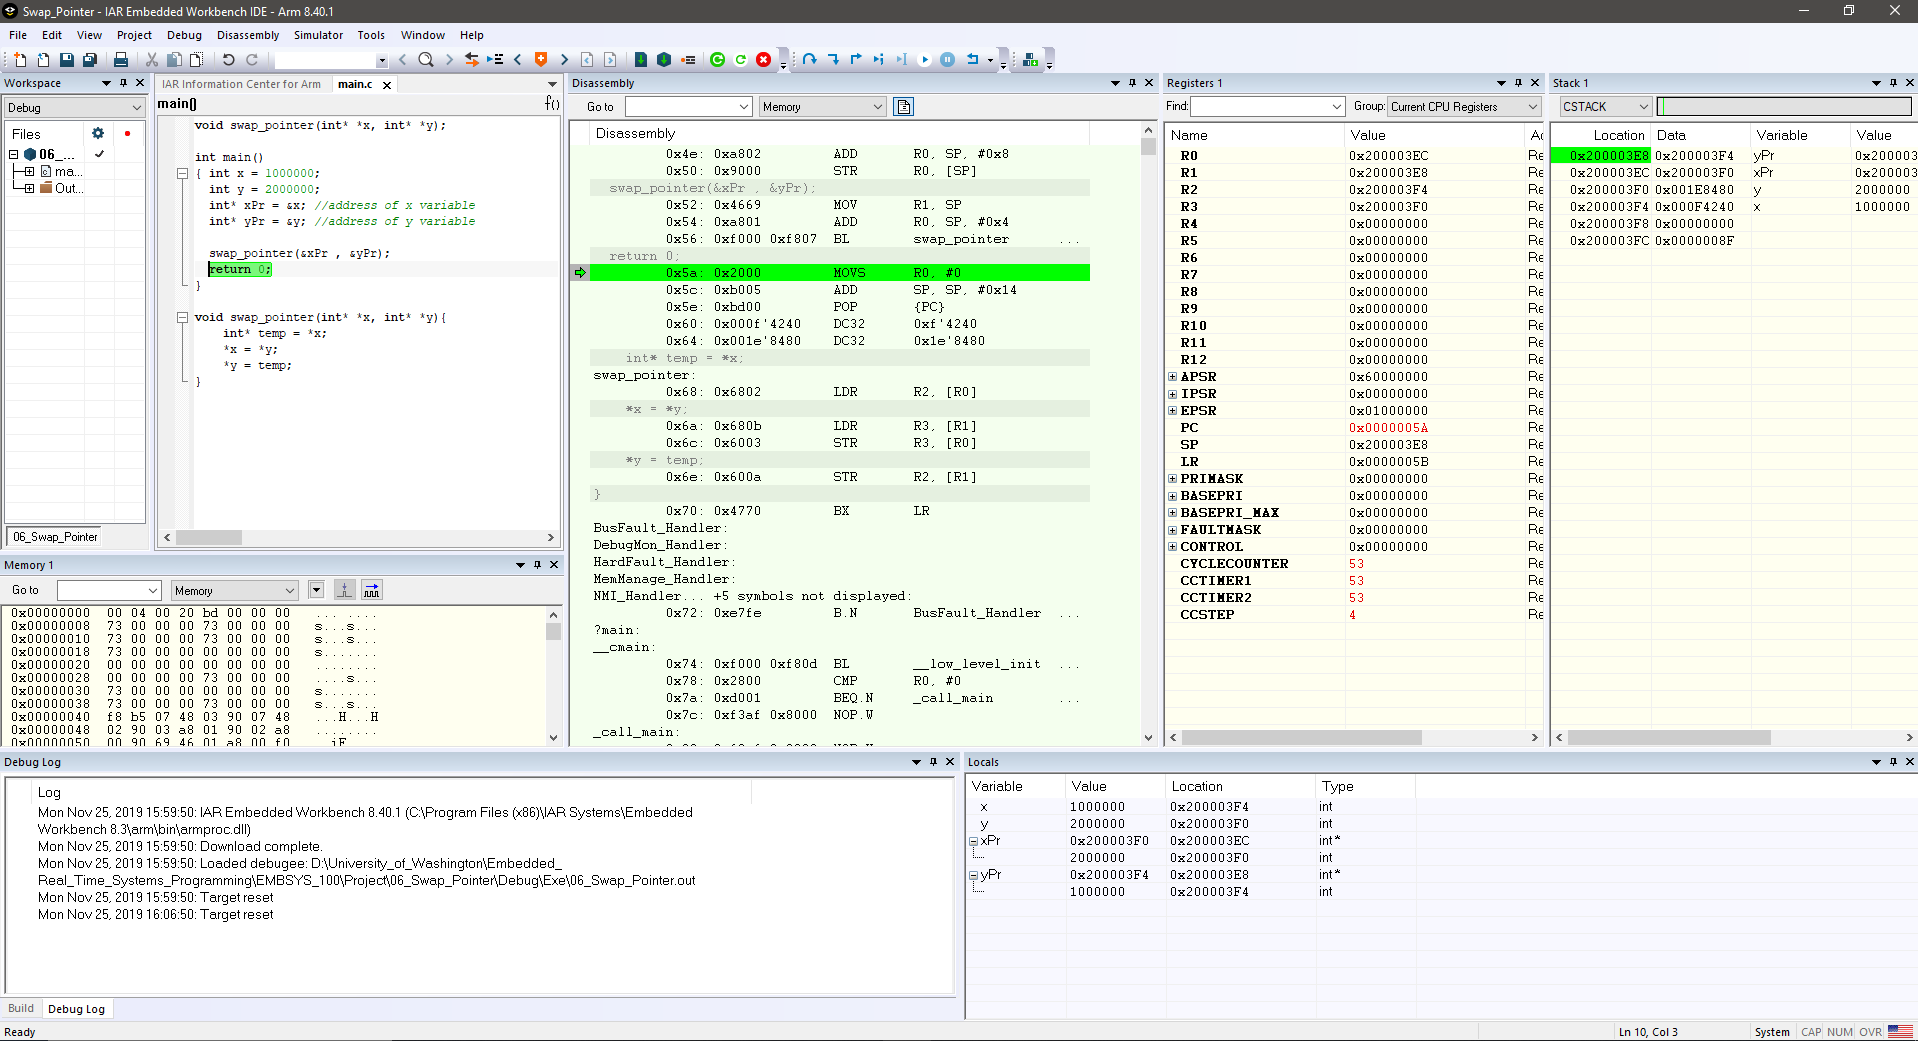 Swap_Pointer - IAR Embedded Workbench IDE - Arm 8.40.1
File Edit View Project Debug Disassembly Simulator Tools Window Help
Workspace
Debug
Files
06_...
ma...
Out...
06_Swap_Pointer
IAR Information Center for Arm main.c
main()
f()
void swap_pointer(int* *x, int* *y);
int main()
{ int x = 1000000;
int y = 2000000;
int* xPr = &x; //address of x variable
int* yPr = &y; //address of y variable
swap_pointer(&xPr , &yPr);
return 0;
}
void swap_pointer(int* *x, int* *y){
int* temp = *x;
*x = *y;
*y = temp;
}
Memory 1
Go to Memory
0x00000000 00 04 00 20 bd 00 00 00 ... ....
0x00000008 73 00 00 00 73 00 00 00 s...s...
0x00000010 73 00 00 00 73 00 00 00 s...s...
0x00000018 73 00 00 00 00 00 00 00 s.......
0x00000020 00 00 00 00 00 00 00 00 ........
0x00000028 00 00 00 00 73 00 00 00 ....s...
0x00000030 73 00 00 00 00 00 00 00 s.......
0x00000038 73 00 00 00 73 00 00 00 s...s...
0x00000040 f8 b5 07 48 03 90 07 48 ...H...H
0x00000048 02 90 03 a8 01 90 02 a8 ........
0x00000050 00 90 69 46 01 a8 00 f0 ..iF....
Disassembly
Go to Memory
Disassembly
0x4e: 0xa802 ADD R0, SP, #0x8
0x50: 0x9000 STR R0, [SP]
swap_pointer(&xPr , &yPr);
0x52: 0x4669 MOV R1, SP
0x54: 0xa801 ADD R0, SP, #0x4
0x56: 0xf000 0xf807 BL swap_pointer ...
return 0;
0x5a: 0x2000 MOVS R0, #0
0x5c: 0xb005 ADD SP, SP, #0x14
0x5e: 0xbd00 POP {PC}
0x60: 0x000f'4240 DC32 0xf'4240
0x64: 0x001e'8480 DC32 0x1e'8480
int* temp = *x;
swap_pointer:
0x68: 0x6802 LDR R2, [R0]
*x = *y;
0x6a: 0x680b LDR R3, [R1]
0x6c: 0x6003 STR R3, [R0]
*y = temp;
0x6e: 0x600a STR R2, [R1]
}
0x70: 0x4770 BX LR
BusFault_Handler:
DebugMon_Handler:
HardFault_Handler:
MemManage_Handler:
NMI_Handler... +5 symbols not displayed:
0x72: 0xe7fe B.N BusFault_Handler ...
?main:
__cmain:
0x74: 0xf000 0xf80d BL __low_level_init ...
0x78: 0x2800 CMP R0, #0
0x7a: 0xd001 BEQ.N _call_main ...
0x7c: 0xf3af 0x8000 NOP.W
_call_main:
Registers 1
Find: Group: Current CPU Registers
Name Value Ac
R0 0x200003EC Re
R1 0x200003E8 Re
R2 0x200003F4 Re
R3 0x200003F0 Re
R4 0x00000000 Re
R5 0x00000000 Re
R6 0x00000000 Re
R7 0x00000000 Re
R8 0x00000000 Re
R9 0x00000000 Re
R10 0x00000000 Re
R11 0x00000000 Re
R12 0x00000000 Re
APSR 0x60000000 Re
IPSR 0x00000000 Re
EPSR 0x01000000 Re
PC 0x0000005A Re
SP 0x200003E8 Re
LR 0x0000005B Re
PRIMASK 0x00000000 Re
BASEPRI 0x00000000 Re
BASEPRI_MAX 0x00000000 Re
FAULTMASK 0x00000000 Re
CONTROL 0x00000000 Re
CYCLECOUNTER 53 Re
CCTIMER1 53 Re
CCTIMER2 53 Re
CCSTEP 4 Re
Stack 1
CSTACK
Location Data Variable Value
0x200003E8 0x200003F4 yPr 0x200003
0x200003EC 0x200003F0 xPr 0x200003
0x200003F0 0x001E8480 y 2000000
0x200003F4 0x000F4240 x 1000000
0x200003F8 0x00000000
0x200003FC 0x0000008F
Debug Log
Log
Mon Nov 25, 2019 15:59:50: IAR Embedded Workbench 8.40.1 (C:\Program Files (x86)\IAR Systems\Embedded
Workbench 8.3\arm\bin\armproc.dll)
Mon Nov 25, 2019 15:59:50: Download complete.
Mon Nov 25, 2019 15:59:50: Loaded debugee: D:\University_of_Washington\Embedded_
Real_Time_Systems_Programming\EMBSYS_100\Project\06_Swap_Pointer\Debug\Exe\06_Swap_Pointer.out
Mon Nov 25, 2019 15:59:50: Target reset
Mon Nov 25, 2019 16:06:50: Target reset
Build Debug Log
Locals
Variable Value Location Type
x 1000000 0x200003F4 int
y 2000000 0x200003F0 int
xPr 0x200003F0 0x200003EC int*
2000000 0x200003F0 int
yPr 0x200003F4 0x200003E8 int*
1000000 0x200003F4 int
Ready Ln 10, Col 3 System CAP NUM OVR